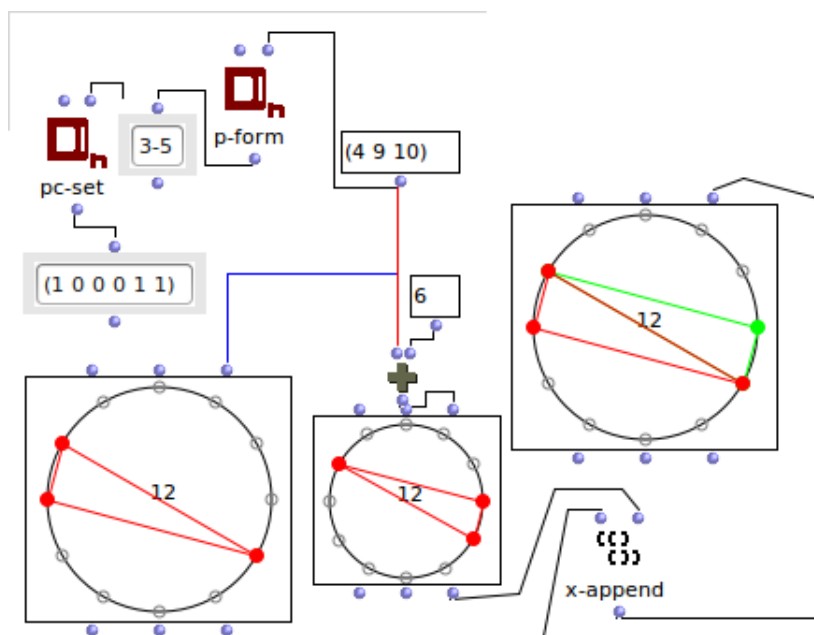 p-form
3-5
pc-set
(4 9 10)
(1 0 0 0 1 1)
6
12
12
12
x-append